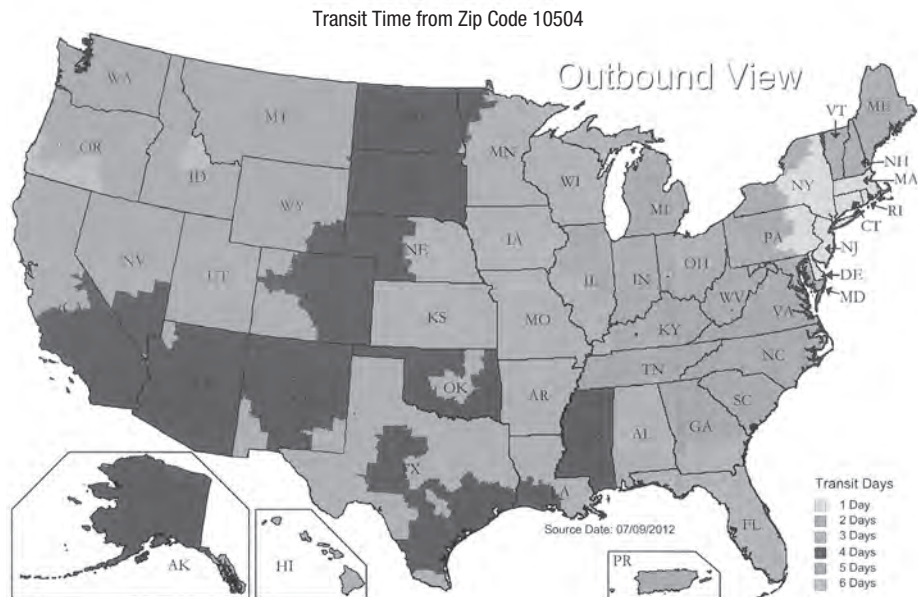 Transit Time from Zip Code 10504
Outbound View
WA
MT
ME
VT
OR
MN
NH
ID
WI
NY
MA
WY
MI
RI
CT
IA
PA
NE
NJ
NV
OH
UT
IL
IN
DE
CA
WV
MD
KS
MO
VA
KY
NC
TN
OK
AR
SC
AL
GA
TX
LA
FL
Source Date: 07/09/2012
Transit Days
1 Day
2 Days
3 Days
4 Days
5 Days
6 Days
AK
HI
PR